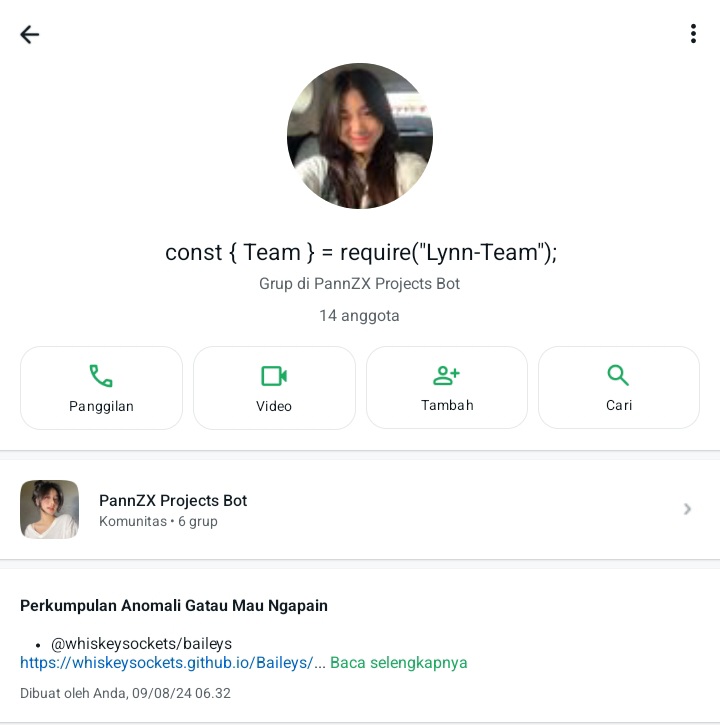 const { Team } = require("Lynn-Team");
Grup di PannZX Projects Bot
14 anggota
Panggilan
Video
Tambah
Cari
PannZX Projects Bot
Komunitas • 6 grup
Perkumpulan Anomali Gatau Mau Ngapain
• @whiskeysockets/baileys
https://whiskeysockets.github.io/Baileys/... Baca selengkapnya
Dibuat oleh Anda, 09/08/24 06.32